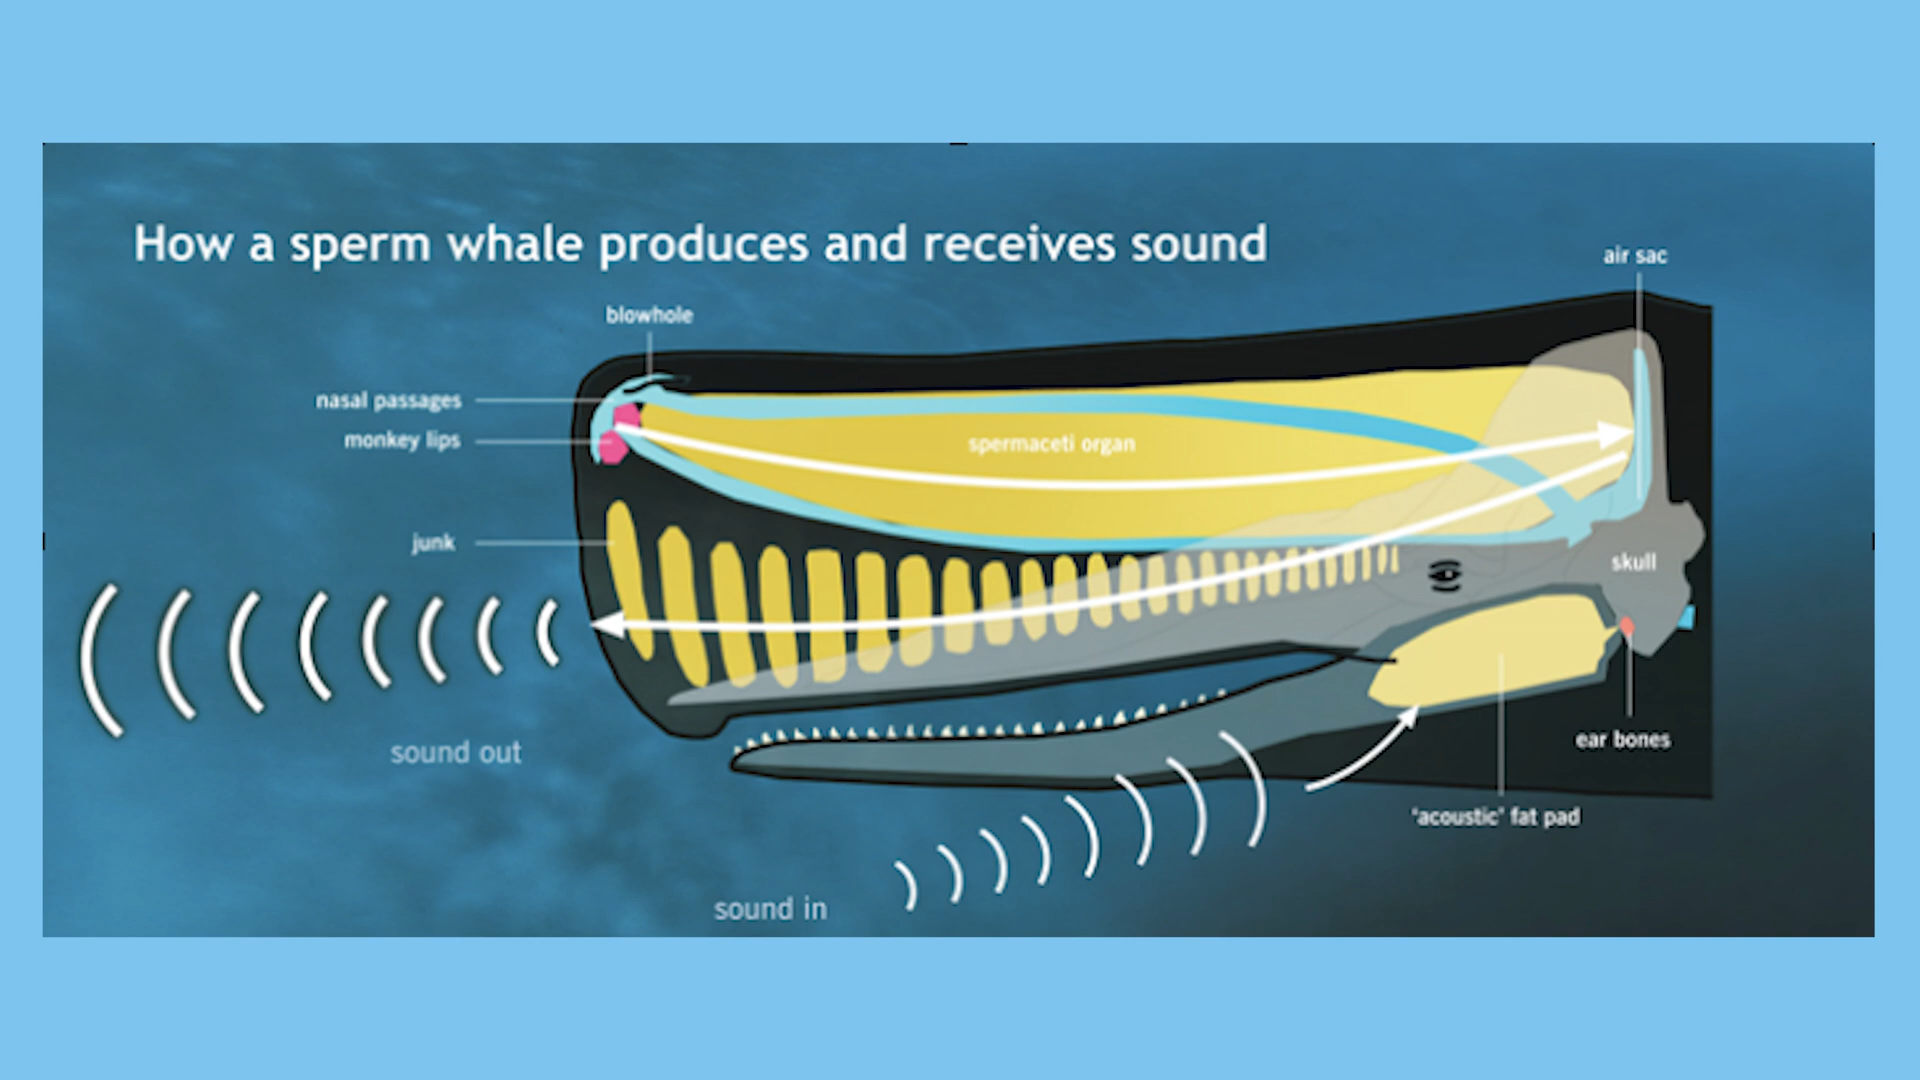 How a sperm whale produces and receives sound
air sac
blowhole
nasal passages
monkey lips
spermaceti organ
junk
skull
sound out
ear bones
'acoustic' fat pad
sound in